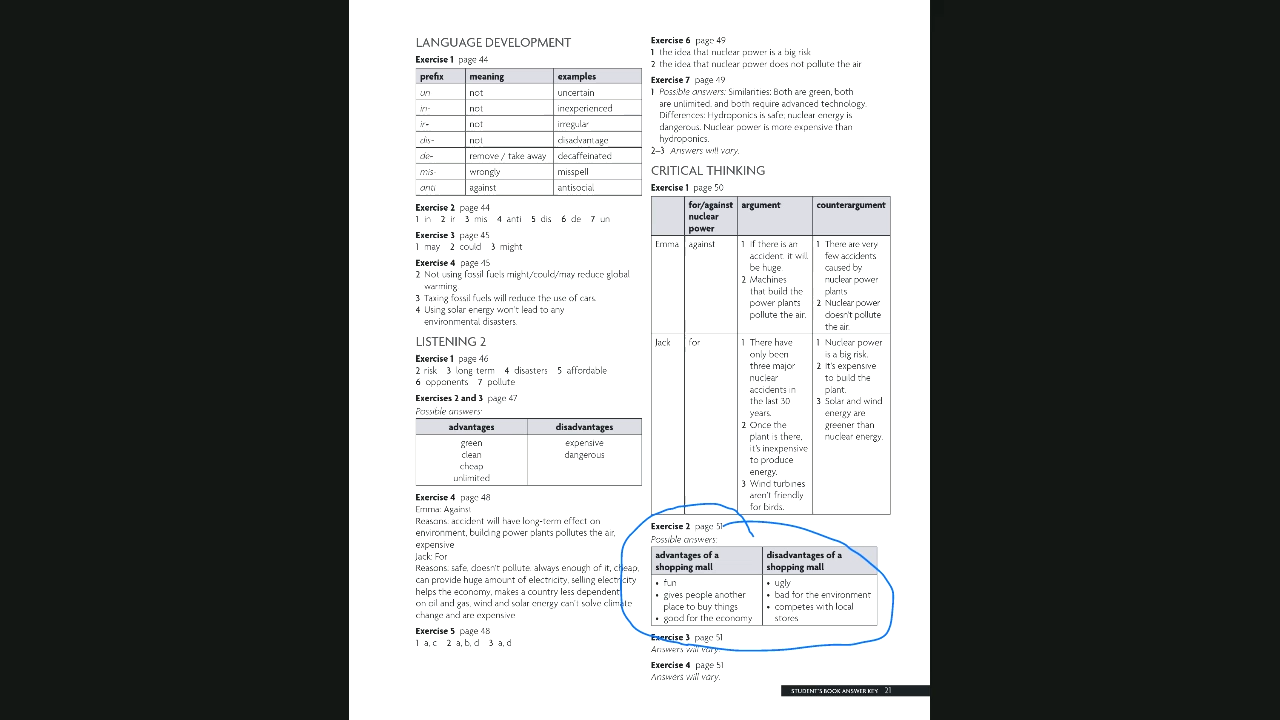 LANGUAGE DEVELOPMENT
Exercise 1 page 44
prefix meaning examples
un not uncertain
in- not inexperienced
ir- not irregular
dis- not disadvantage
de- remove / take away decaffeinated
mis- wrongly misspell
anti against antisocial
Exercise 2 page 44
1 in 2 ir 3 mis 4 anti 5 dis 6 de 7 un
Exercise 3 page 45
1 may 2 could 3 might
Exercise 4 page 45
2 Not using fossil fuels might/could/may reduce global
warming.
3 Taxing fossil fuels will reduce the use of cars.
4 Using solar energy won't lead to any
environmental disasters
LISTENING 2
Exercise 1 page 46
2 risk 3 long term 4 disasters 5 affordable
6 opponents 7 pollute
Exercises 2 and 3 page 47
Possible answers:
advantages disadvantages
green expensive
clean dangerous
cheap
unlimited
Exercise 4 page 48
Emma: Against
Reasons: accident will have long-term effect on
environment, building power plants pollutes the air,
expensive
Jack: For
Reasons: safe, doesn't pollute, always enough of it, cheap,
can provide huge amount of electricity, selling electricity
helps the economy, makes a country less dependent
on oil and gas, wind and solar energy can't solve climate
change and are expensive
Exercise 5 page 48
1 a, c 2 a, b, d 3 a, d
Exercise 6 page 49
1 the idea that nuclear power is a big risk
2 the idea that nuclear power does not pollute the air
Exercise 7 page 49
1 Possible answers: Similarities: Both are green, both
are unlimited, and both require advanced technology.
Differences: Hydroponics is safe; nuclear energy is
dangerous. Nuclear power is more expensive than
hydroponics.
2–3 Answers will vary.
CRITICAL THINKING
Exercise 1 page 50
for/against argument counterargument
nuclear
power
Emma against 1 If there is an 1 There are very
accident, it will few accidents
be huge caused by
2 Machines nuclear power
that build the plants
power plants 2 Nuclear power
pollute the air. doesn't pollute
the air.
Jack for 1 There have 1 Nuclear power
only been is a big risk.
three major 2 It's expensive
nuclear to build the
accidents in plant.
the last 30 3 Solar and wind
years. energy are
2 Once the greener than
plant is there, nuclear energy.
it's inexpensive
to produce
energy.
3 Wind turbines
aren't friendly
for birds.
Exercise 2 page 51
Possible answers:
advantages of a disadvantages of a
shopping mall shopping mall
• fun • ugly
• gives people another • bad for the environment
place to buy things • competes with local
• good for the economy stores
Exercise 3 page 51
Answers will vary.
Exercise 4 page 51
Answers will vary.
STUDENT'S BOOK ANSWER KEY 21